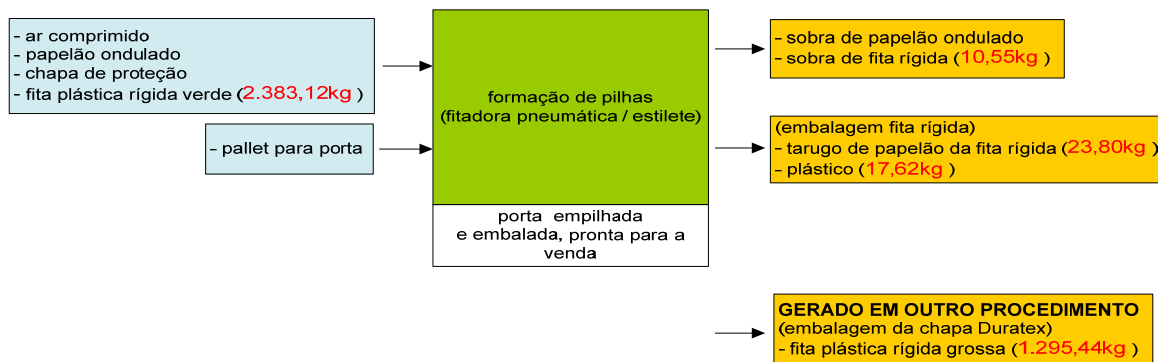 - ar comprimido
- papelão ondulado
- chapa de proteção
- fita plástica rígida verde (2.383,12kg )
- pallet para porta
formação de pilhas
(fitadora pneumática / estilete)
porta empilhada
e embalada, pronta para a
venda
- sobra de papelão ondulado
- sobra de fita rígida (10,55kg )
(embalagem fita rígida)
- tarugo de papelão da fita rígida (23,80kg )
- plástico (17,62kg )
GERADO EM OUTRO PROCEDIMENTO
(embalagem da chapa Duratex)
- fita plástica rígida grossa (1.295,44kg )